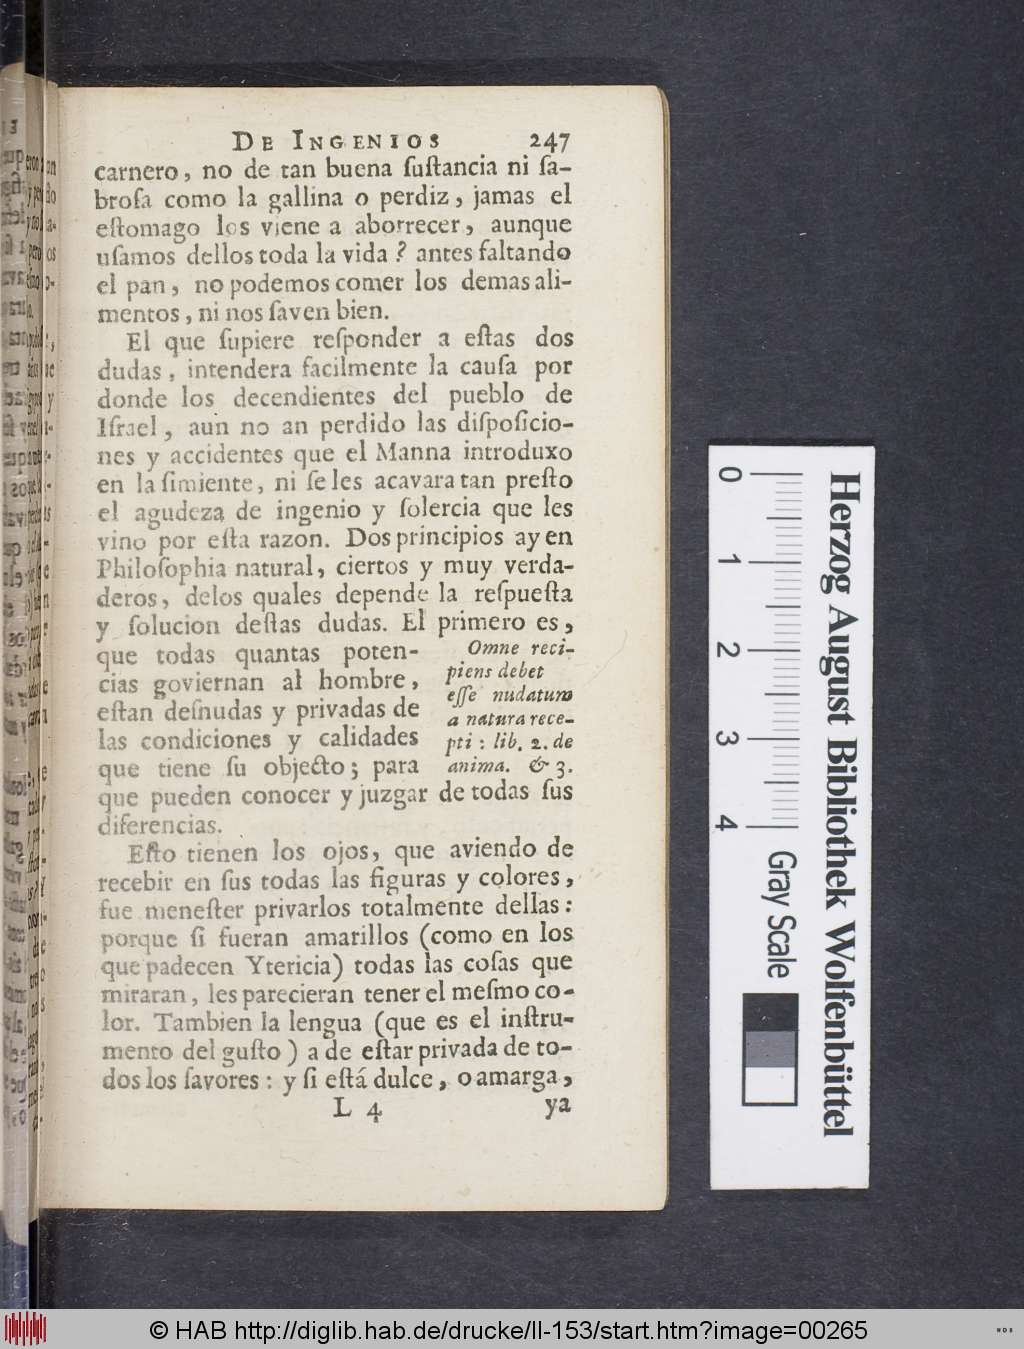 DE INGENIOS 247
carnero, no de tan buena ſuſtancia ni ſa-
broſa como la gallina o perdiz, jamas el
eſtomago los viene a aborrecer, aunque
uſamos dellos toda la vida? antes faltando
el pan, no podemos comer los demas ali-
mentos, ni nos ſaven bien.
El que ſupiere reſponder a eſtas dos
dudas, intendera facilmente la cauſa por
donde los decendientes del pueblo de
Iſrael, aun no an perdido las diſpoſicio-
nes y accidentes que el Manna introduxo
en la ſimiente, ni ſe les acavara tan preſto
el agudeza de ingenio y ſolercia que les
vino por eſta razon. Dos principios ay en
Philoſophia natural, ciertos y muy verda-
deros, delos quales depende la reſpueſta
y ſolucion deſtas dudas. El primero es,
que todas quantas poten-
cias goviernan al hombre,
eſtan deſnudas y privadas de
las condiciones y calidades
que tiene ſu objecto; para
Omne reci-
piens debet
eſſe nudatum
a natura rece-
pti: lib. 2. de
anima. & 3.
que pueden conocer y juzgar de todas ſus
diferencias.
Eſto tienen los ojos, que aviendo de
recebir en ſus todas las figuras y colores,
fue meneſter privarlos totalmente dellas:
porque ſi fueran amarillos (como en los
que padecen Ytericia) todas las coſas que
miraran, les parecieran tener el meſmo co-
lor. Tambien la lengua (que es el inſtru-
mento del guſto) a de eſtar privada de to-
dos los ſavores: y ſi eſtá dulce, o amarga,
L 4 ya
Herzog August Bibliothek Wolfenbüttel
0 1 2 3 4
Gray Scale
© HAB http://diglib.hab.de/drucke/ll-153/start.htm?image=00265